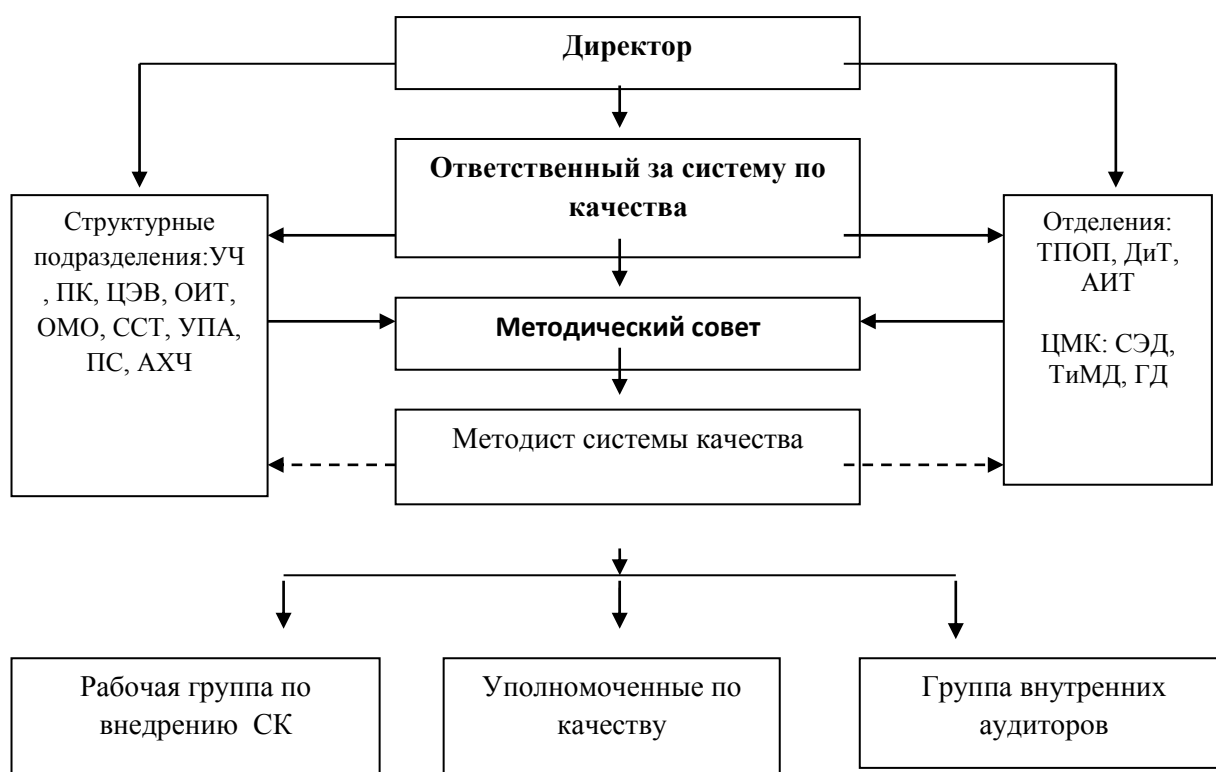 Директор
Ответственный за систему по
качества
Структурные
подразделения:УЧ
, ПК, ЦЭВ, ОИТ,
ОМО, ССТ, УПА,
ПС, АХЧ
Отделения:
ТПОП, ДиТ,
АИТ
ЦМК: СЭД,
ТиМД, ГД
Методический совет
Методист системы качества
Рабочая группа по
внедрению СК
Уполномоченные по
качеству
Группа внутренних
аудиторов